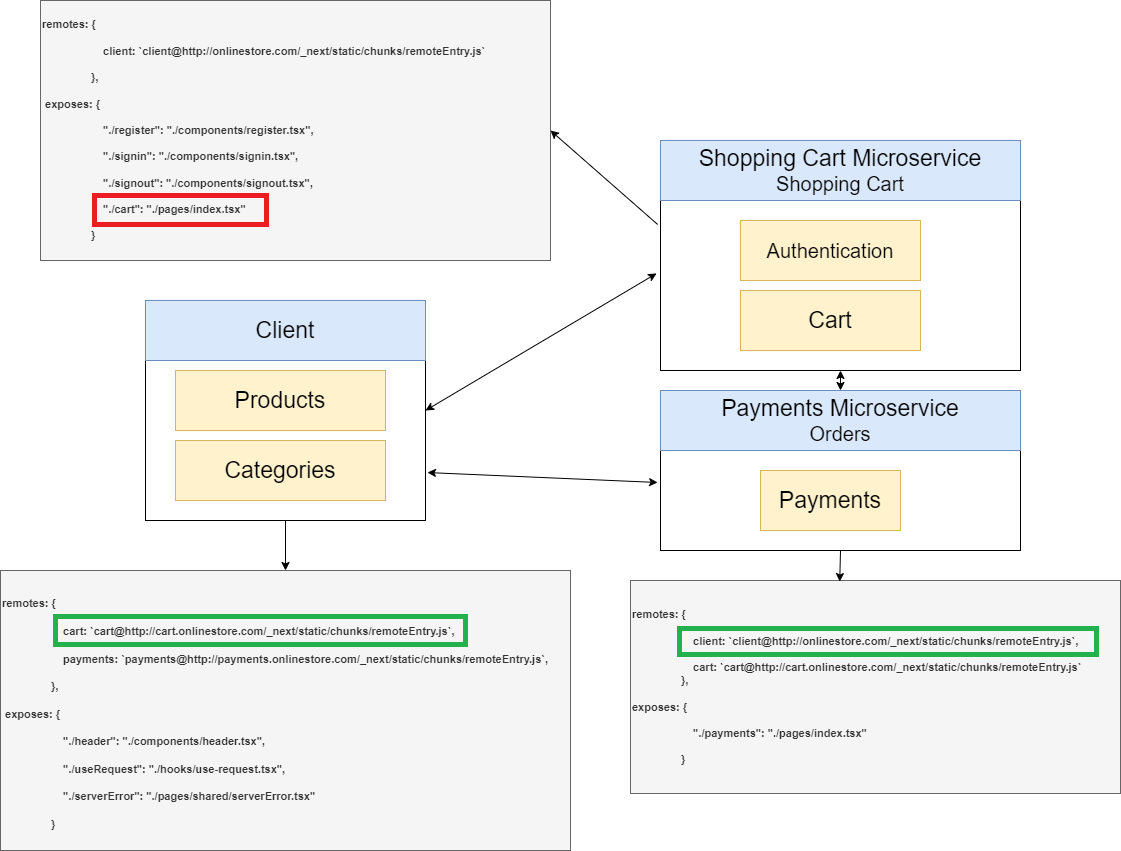 remotes: {
client: `client@http://onlinestore.com/_next/static/chunks/remoteEntry.js`
},
exposes: {
"./register": "./components/register.tsx",
"./signin": "./components/signin.tsx",
"./signout": "./components/signout.tsx",
"./cart": "./pages/index.tsx"
}
Shopping Cart Microservice
Shopping Cart
Authentication
Cart
Client
Products
Categories
Payments Microservice
Orders
Payments
remotes: {
cart: `cart@http://cart.onlinestore.com/_next/static/chunks/remoteEntry.js`,
payments: `payments@http://payments.onlinestore.com/_next/static/chunks/remoteEntry.js`,
},
exposes: {
"./header": "./components/header.tsx",
"./useRequest": "./hooks/use-request.tsx",
"./serverError": "./pages/shared/serverError.tsx"
}
remotes: {
client: `client@http://onlinestore.com/_next/static/chunks/remoteEntry.js`,
cart: `cart@http://cart.onlinestore.com/_next/static/chunks/remoteEntry.js`
},
exposes: {
"./payments": "./pages/index.tsx"
}